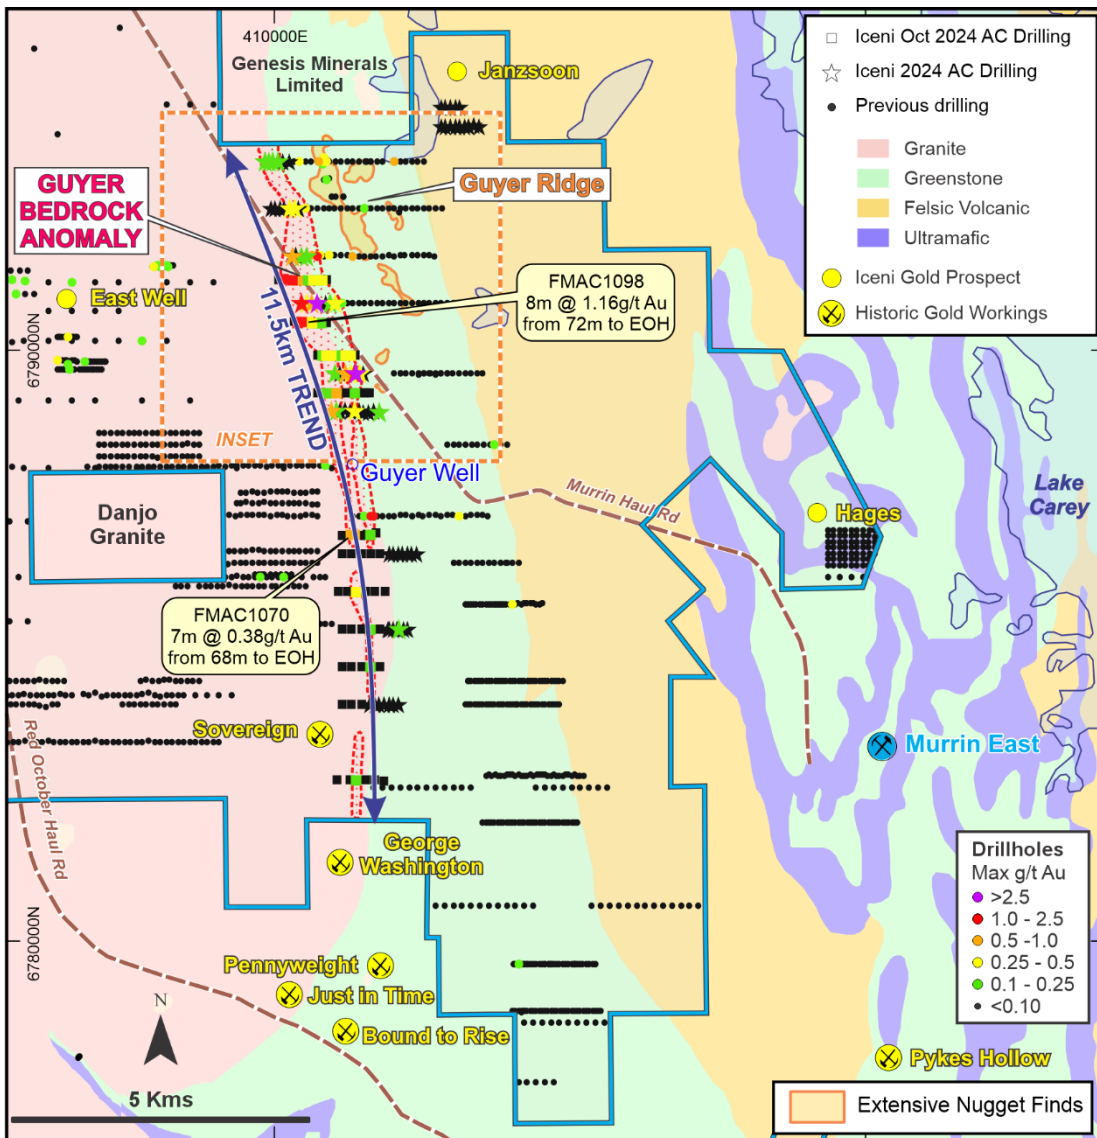 410000E
Genesis Minerals
Limited
Janzsoon
Iceni Oct 2024 AC Drilling
Iceni 2024 AC Drilling
Previous drilling
Granite
Greenstone
Felsic Volcanic
Ultramafic
Iceni Gold Prospect
Historic Gold Workings
GUYER
BEDROCK
ANOMALY
Guyer Ridge
East Well
FMAC1098
8m @ 1.16g/t Au
from 72m to EOH
6790000N
11.5km TREND
INSET
Guyer Well
Murrin Haul Rd
Danjo
Granite
Hages
Lake
Carey
FMAC1070
7m @ 0.38g/t Au
from 68m to EOH
Sovereign
Murrin East
Red October Haul Rd
George
Washington
Drillholes
Max g/t Au
>2.5
1.0 - 2.5
0.5 -1.0
0.25 - 0.5
0.1 - 0.25
<0.10
6780000N
Pennyweight
Just in Time
Bound to Rise
N
Pykes Hollow
5 Kms
Extensive Nugget Finds